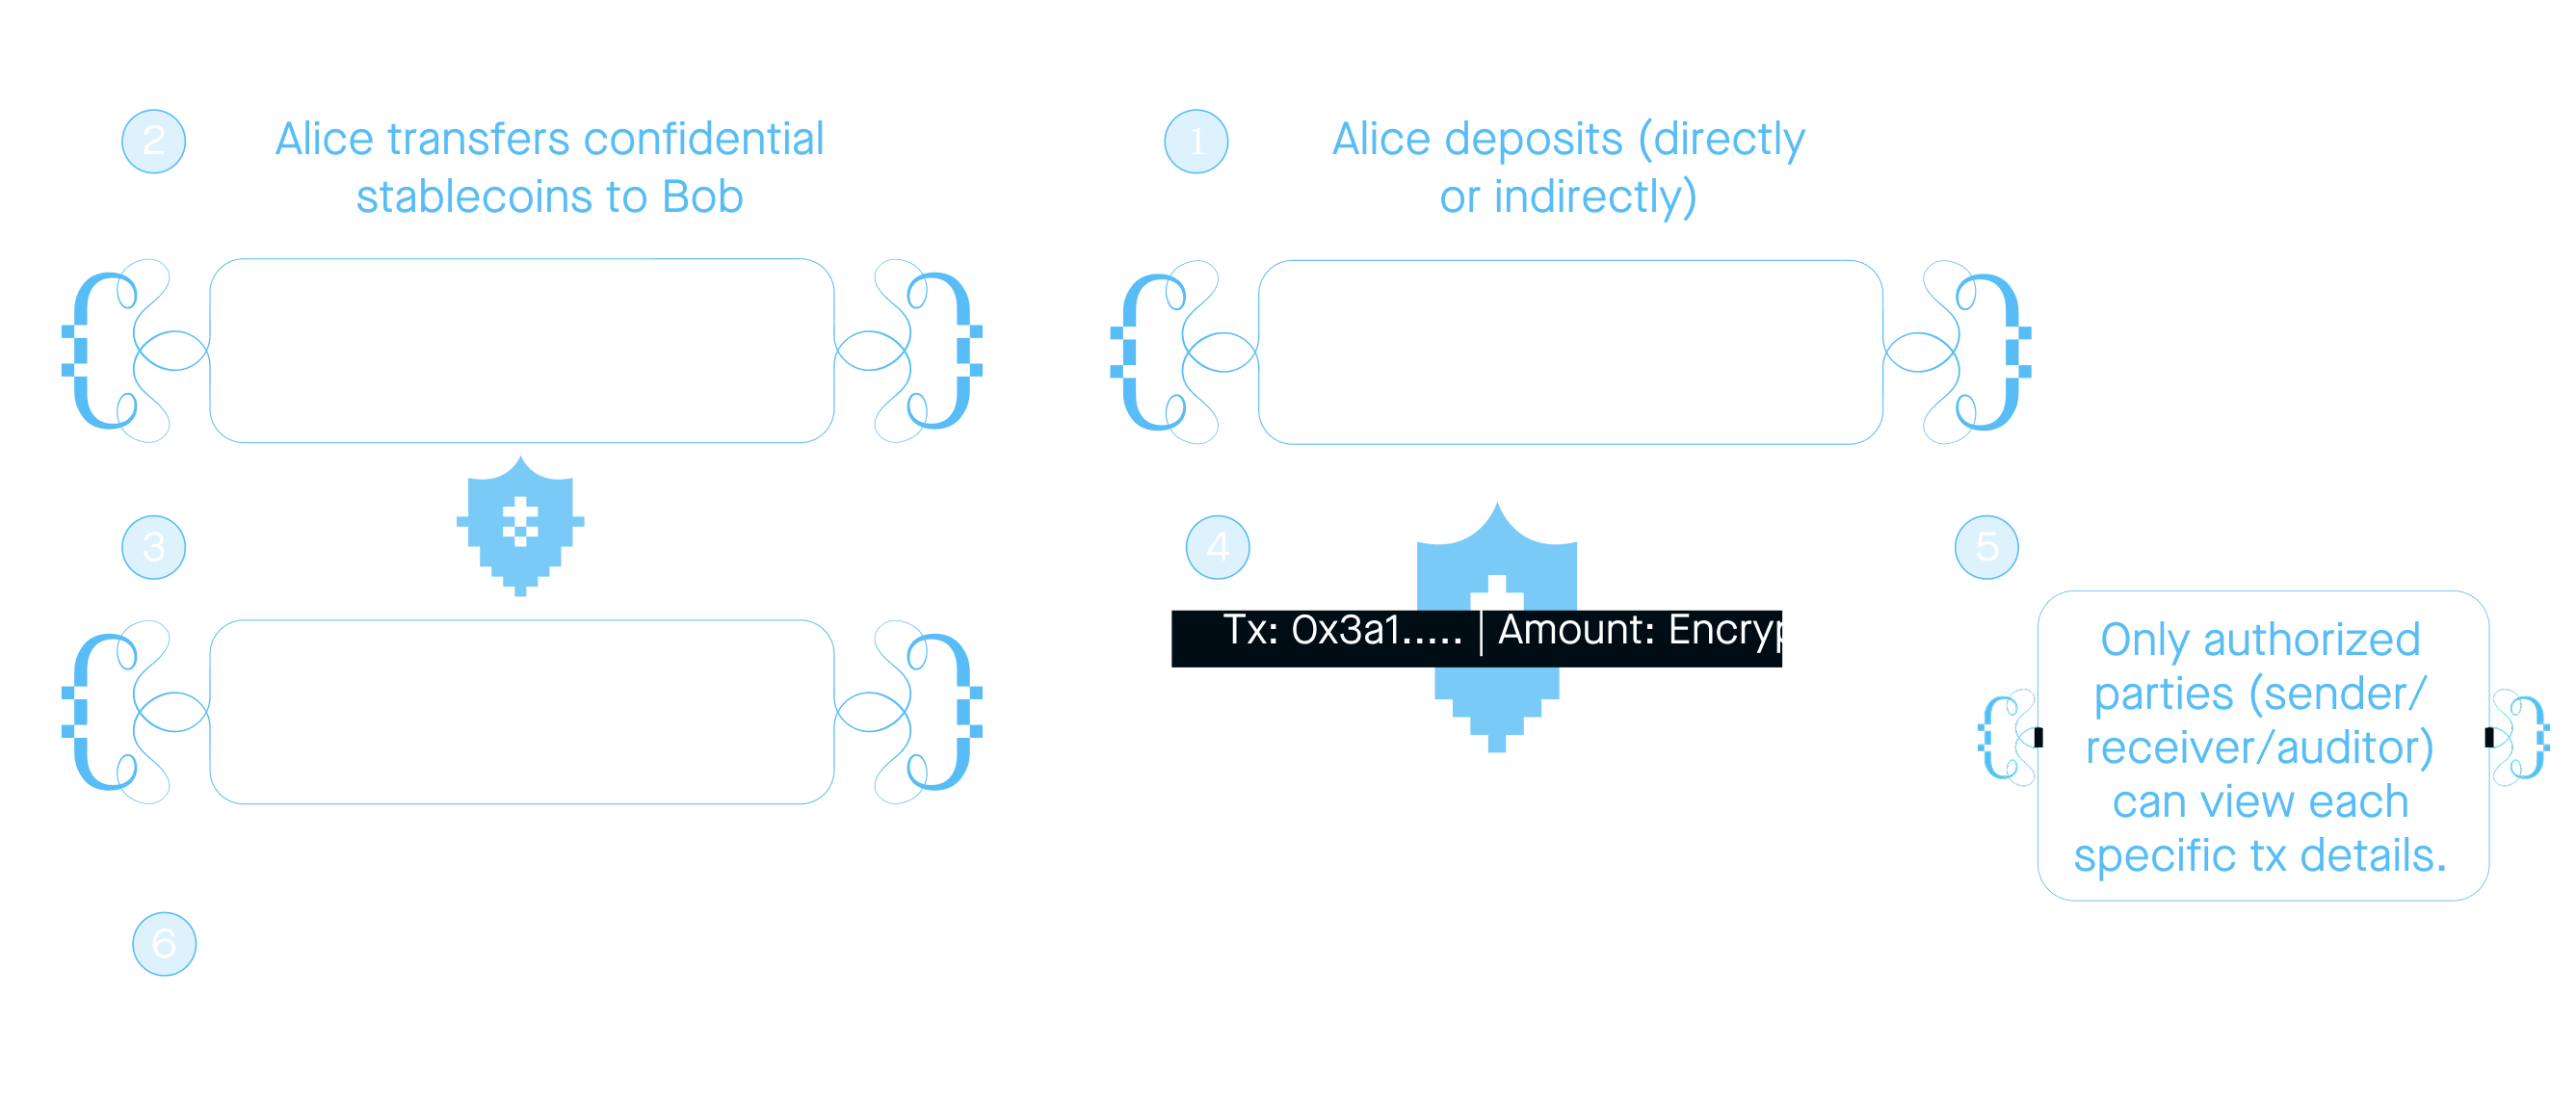 2
Alice transfers confidential
stablecoins to Bob
1
Alice deposits (directly
or indirectly)
3
4
Tx: 0x3a1..... | Amount: Encryp
5
Only authorized
parties (sender/
receiver/auditor)
can view each
specific tx details.
6